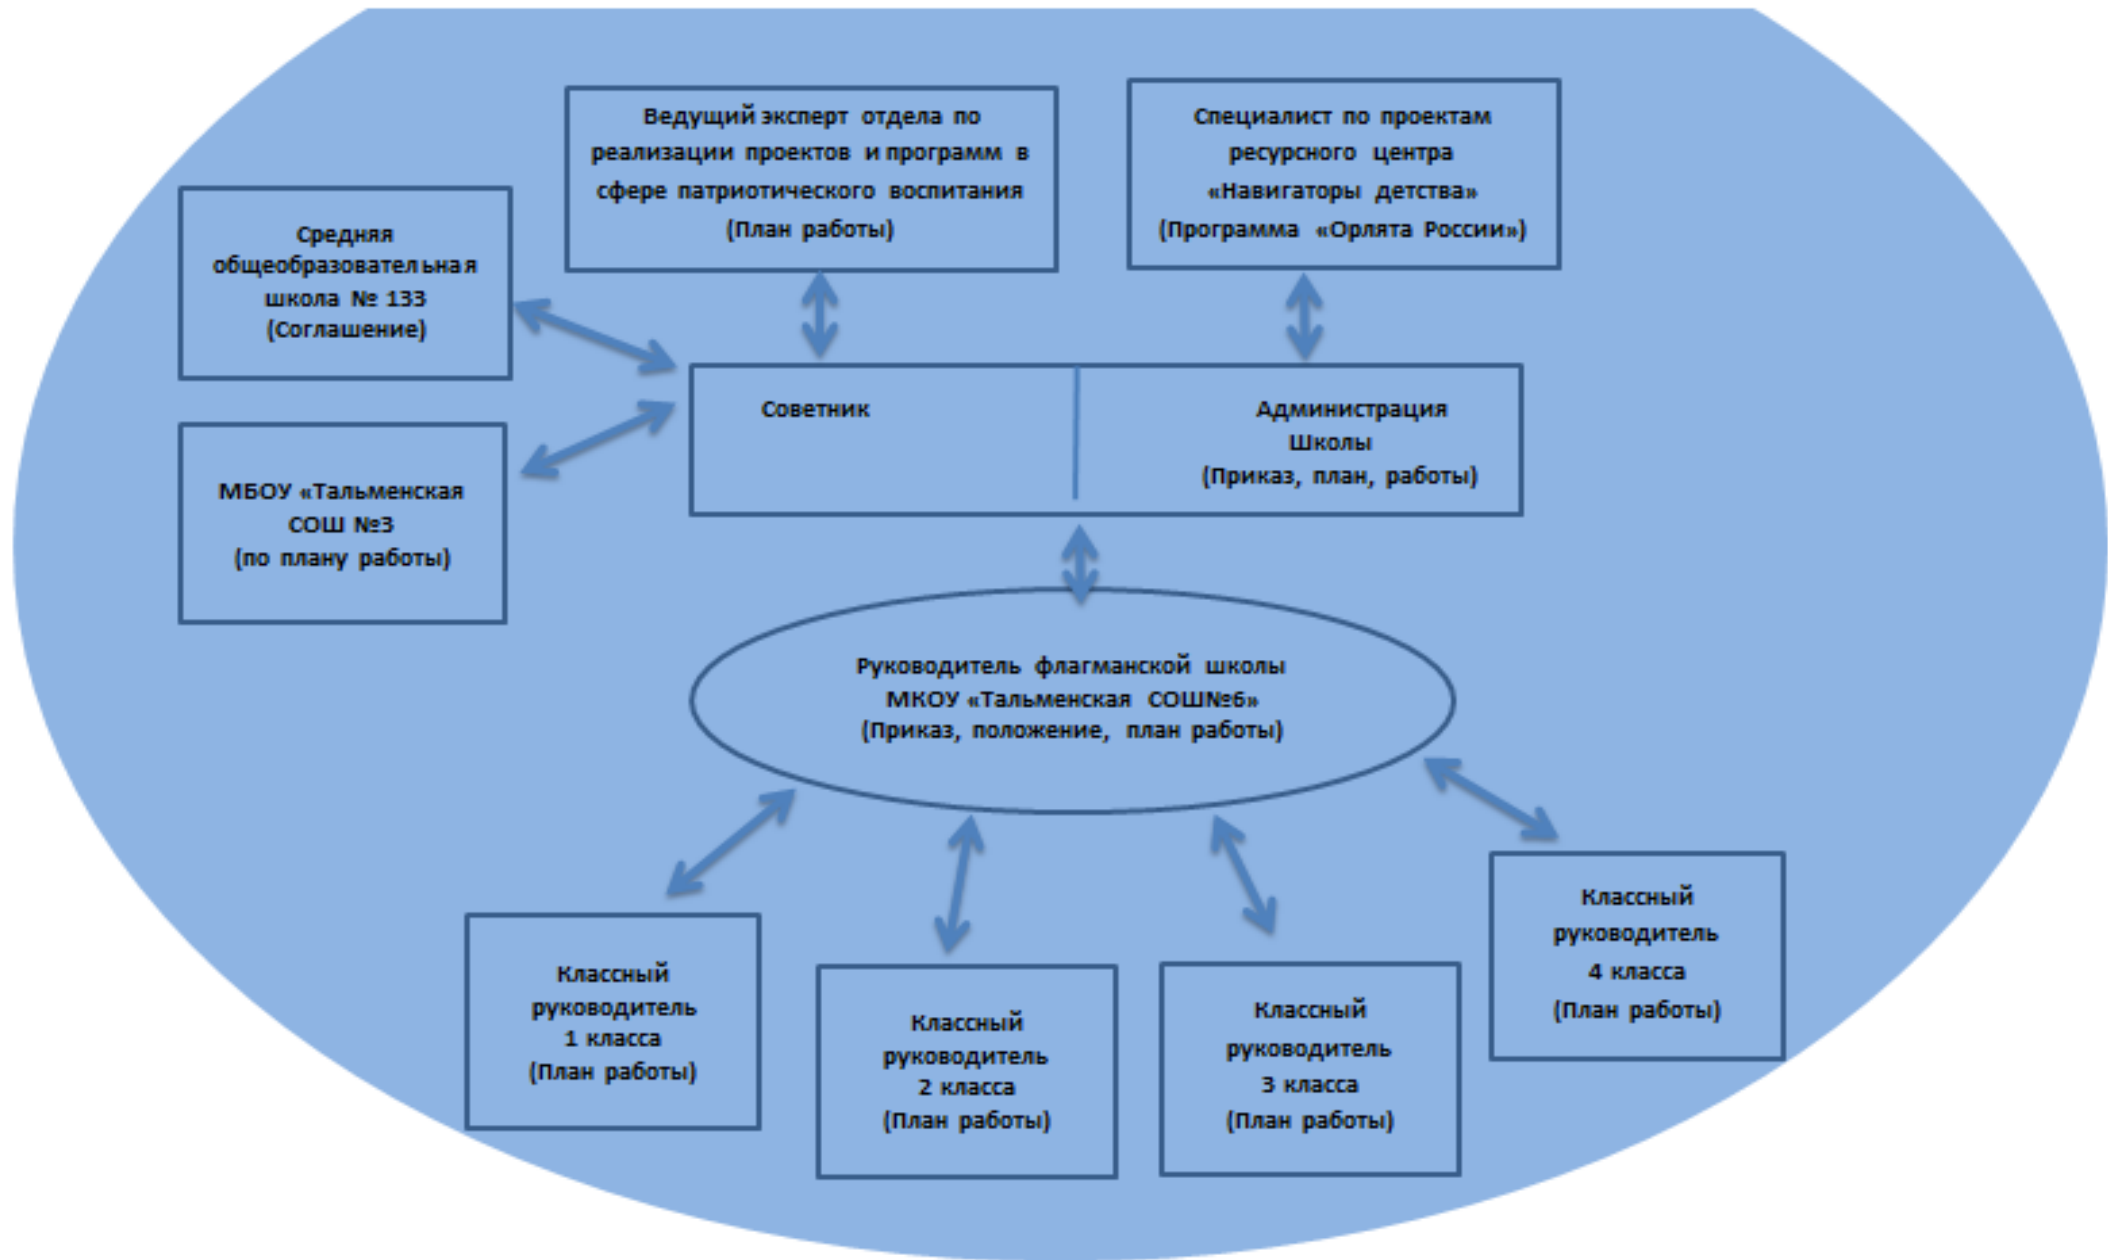 Ведущий эксперт отдела по
реализации проектов и программ в
сфере патриотического воспитания
(План работы)
Специалист по проектам
ресурсного центра
«Навигаторы детства»
(Программа «Орлята России»)
Средняя
общеобразовательная
школа № 133
(Соглашение)
Советник
Администрация
Школы
(Приказ, план, работы)
МБОУ «Тальменская
СОШ №3
(по плану работы)
Руководитель флагманской школы
МКОУ «Тальменская СОШ№6»
(Приказ, положение, план работы)
Классный
руководитель
1 класса
(План работы)
Классный
руководитель
2 класса
(План работы)
Классный
руководитель
3 класса
(План работы)
Классный
руководитель
4 класса
(План работы)